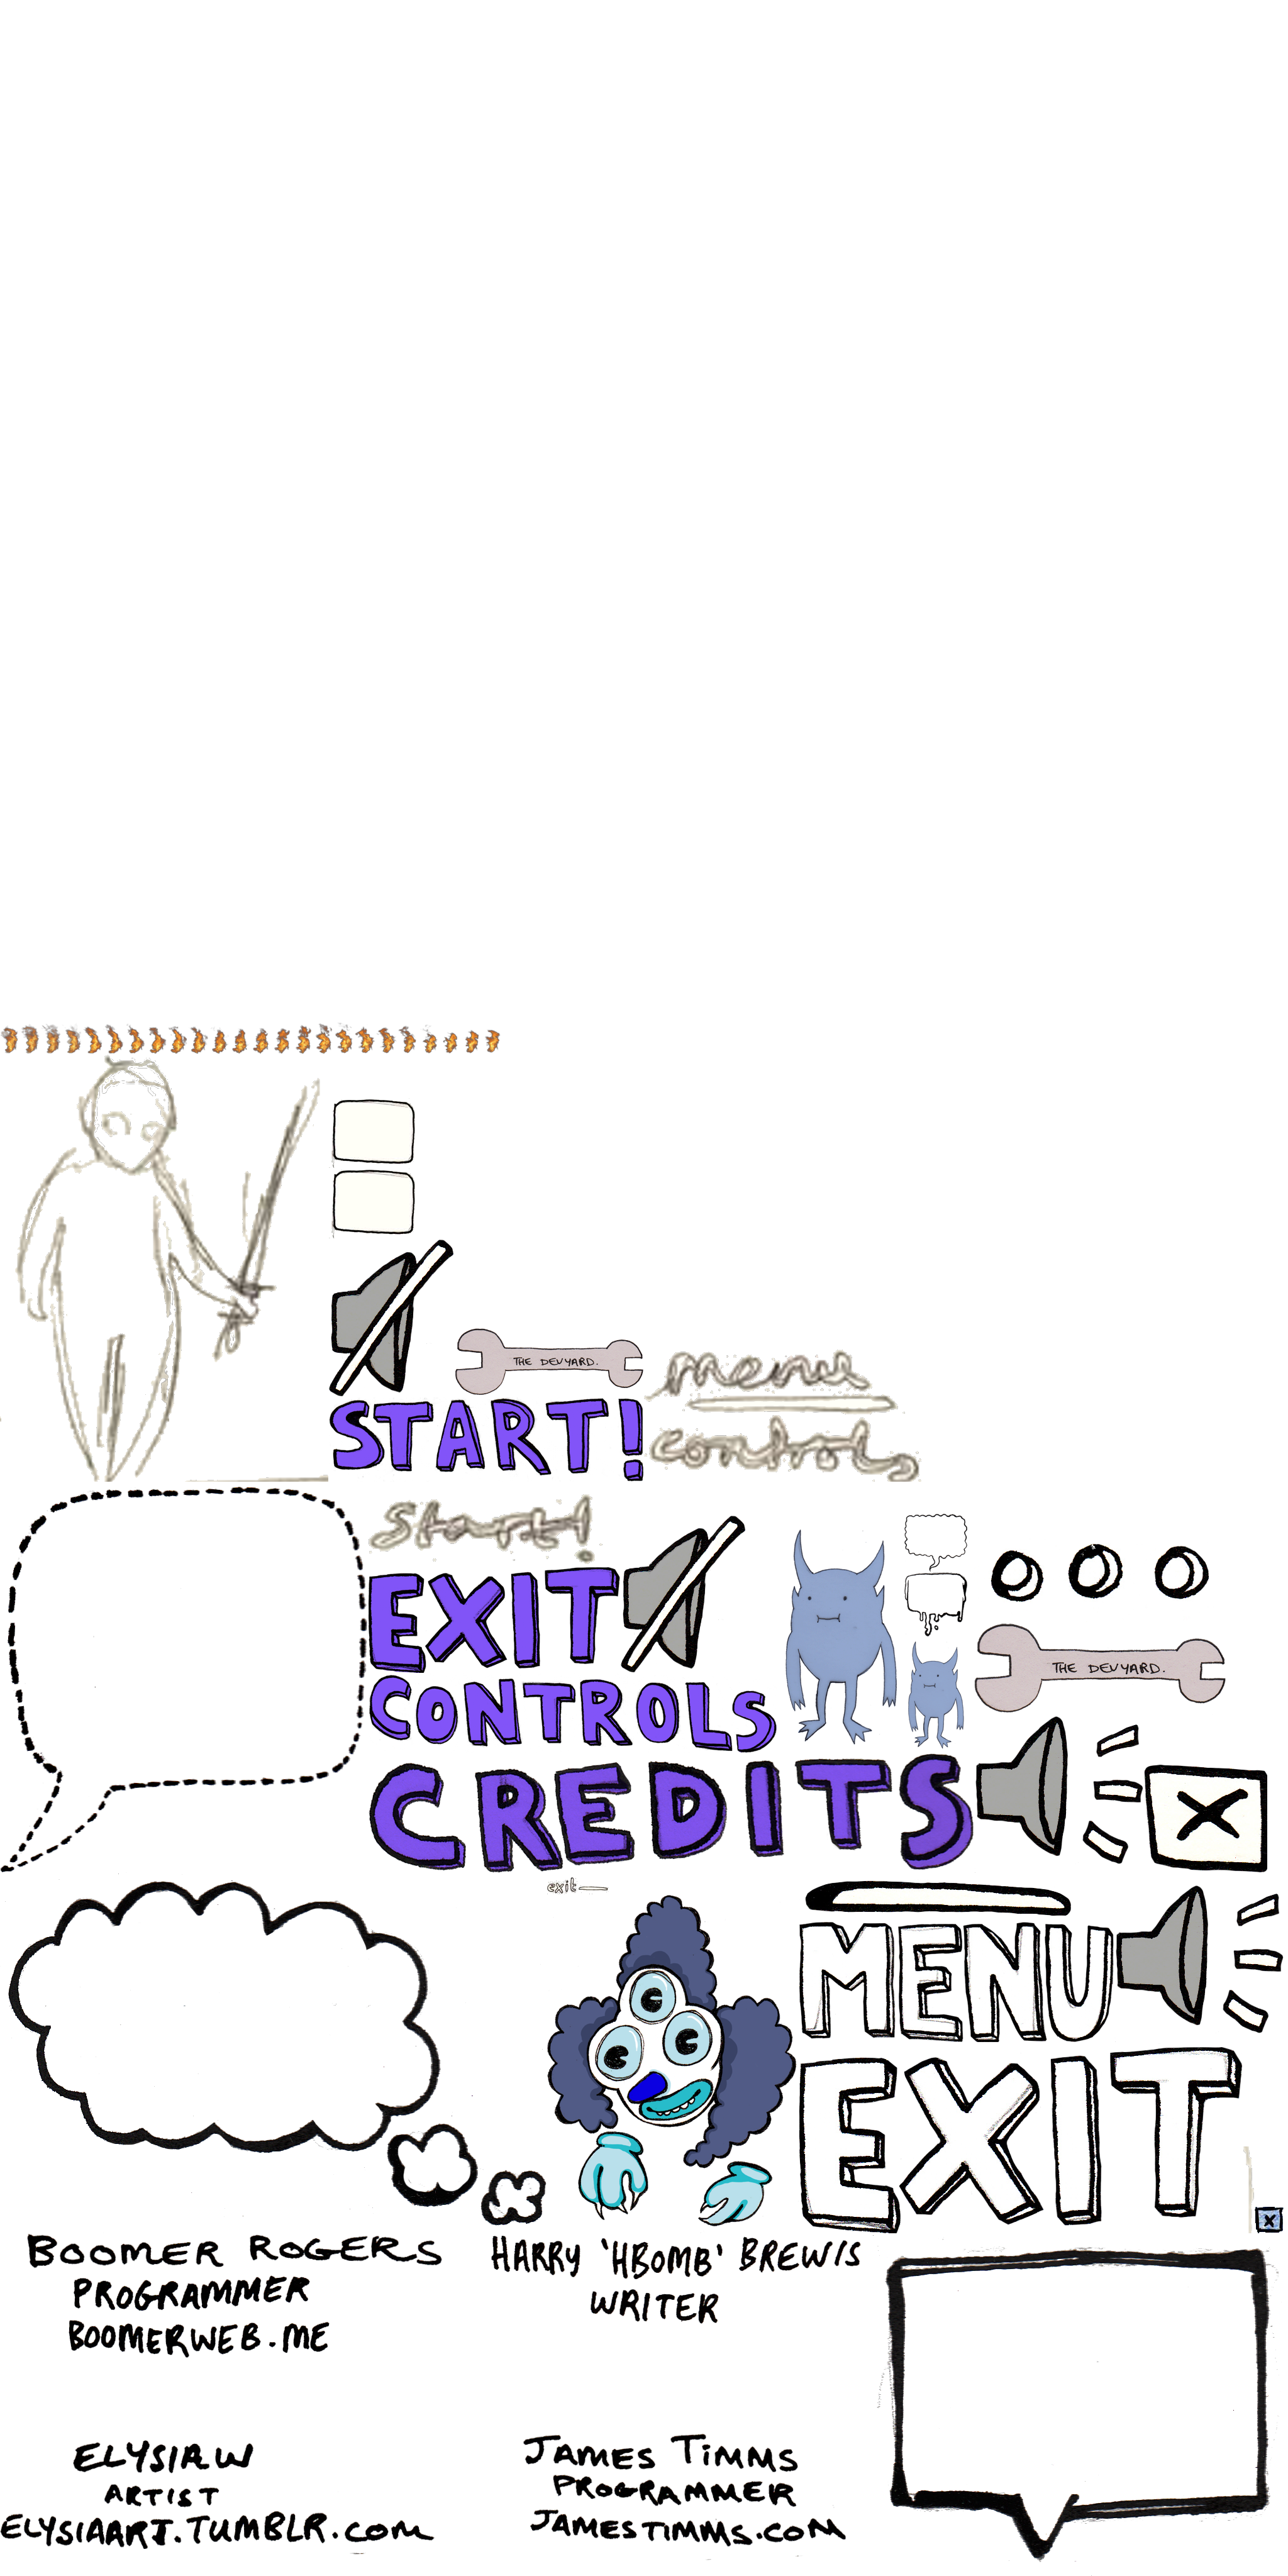 THE DEVYARD.
menu
START!
controls
start!
EXIT
THE DEVYARD.
CONTROLS
CREDITS
exit
MENU
EXIT
BOOMER ROGERS
PROGRAMMER
BOOMERWEB.ME
HARRY 'HBOMB' BREWIS
WRITER
ELYSIAW
ARTIST
ELYSIAART.TUMBLR.COM
JAMES TIMMS
PROGRAMMER
JAMESTIMMS.COM